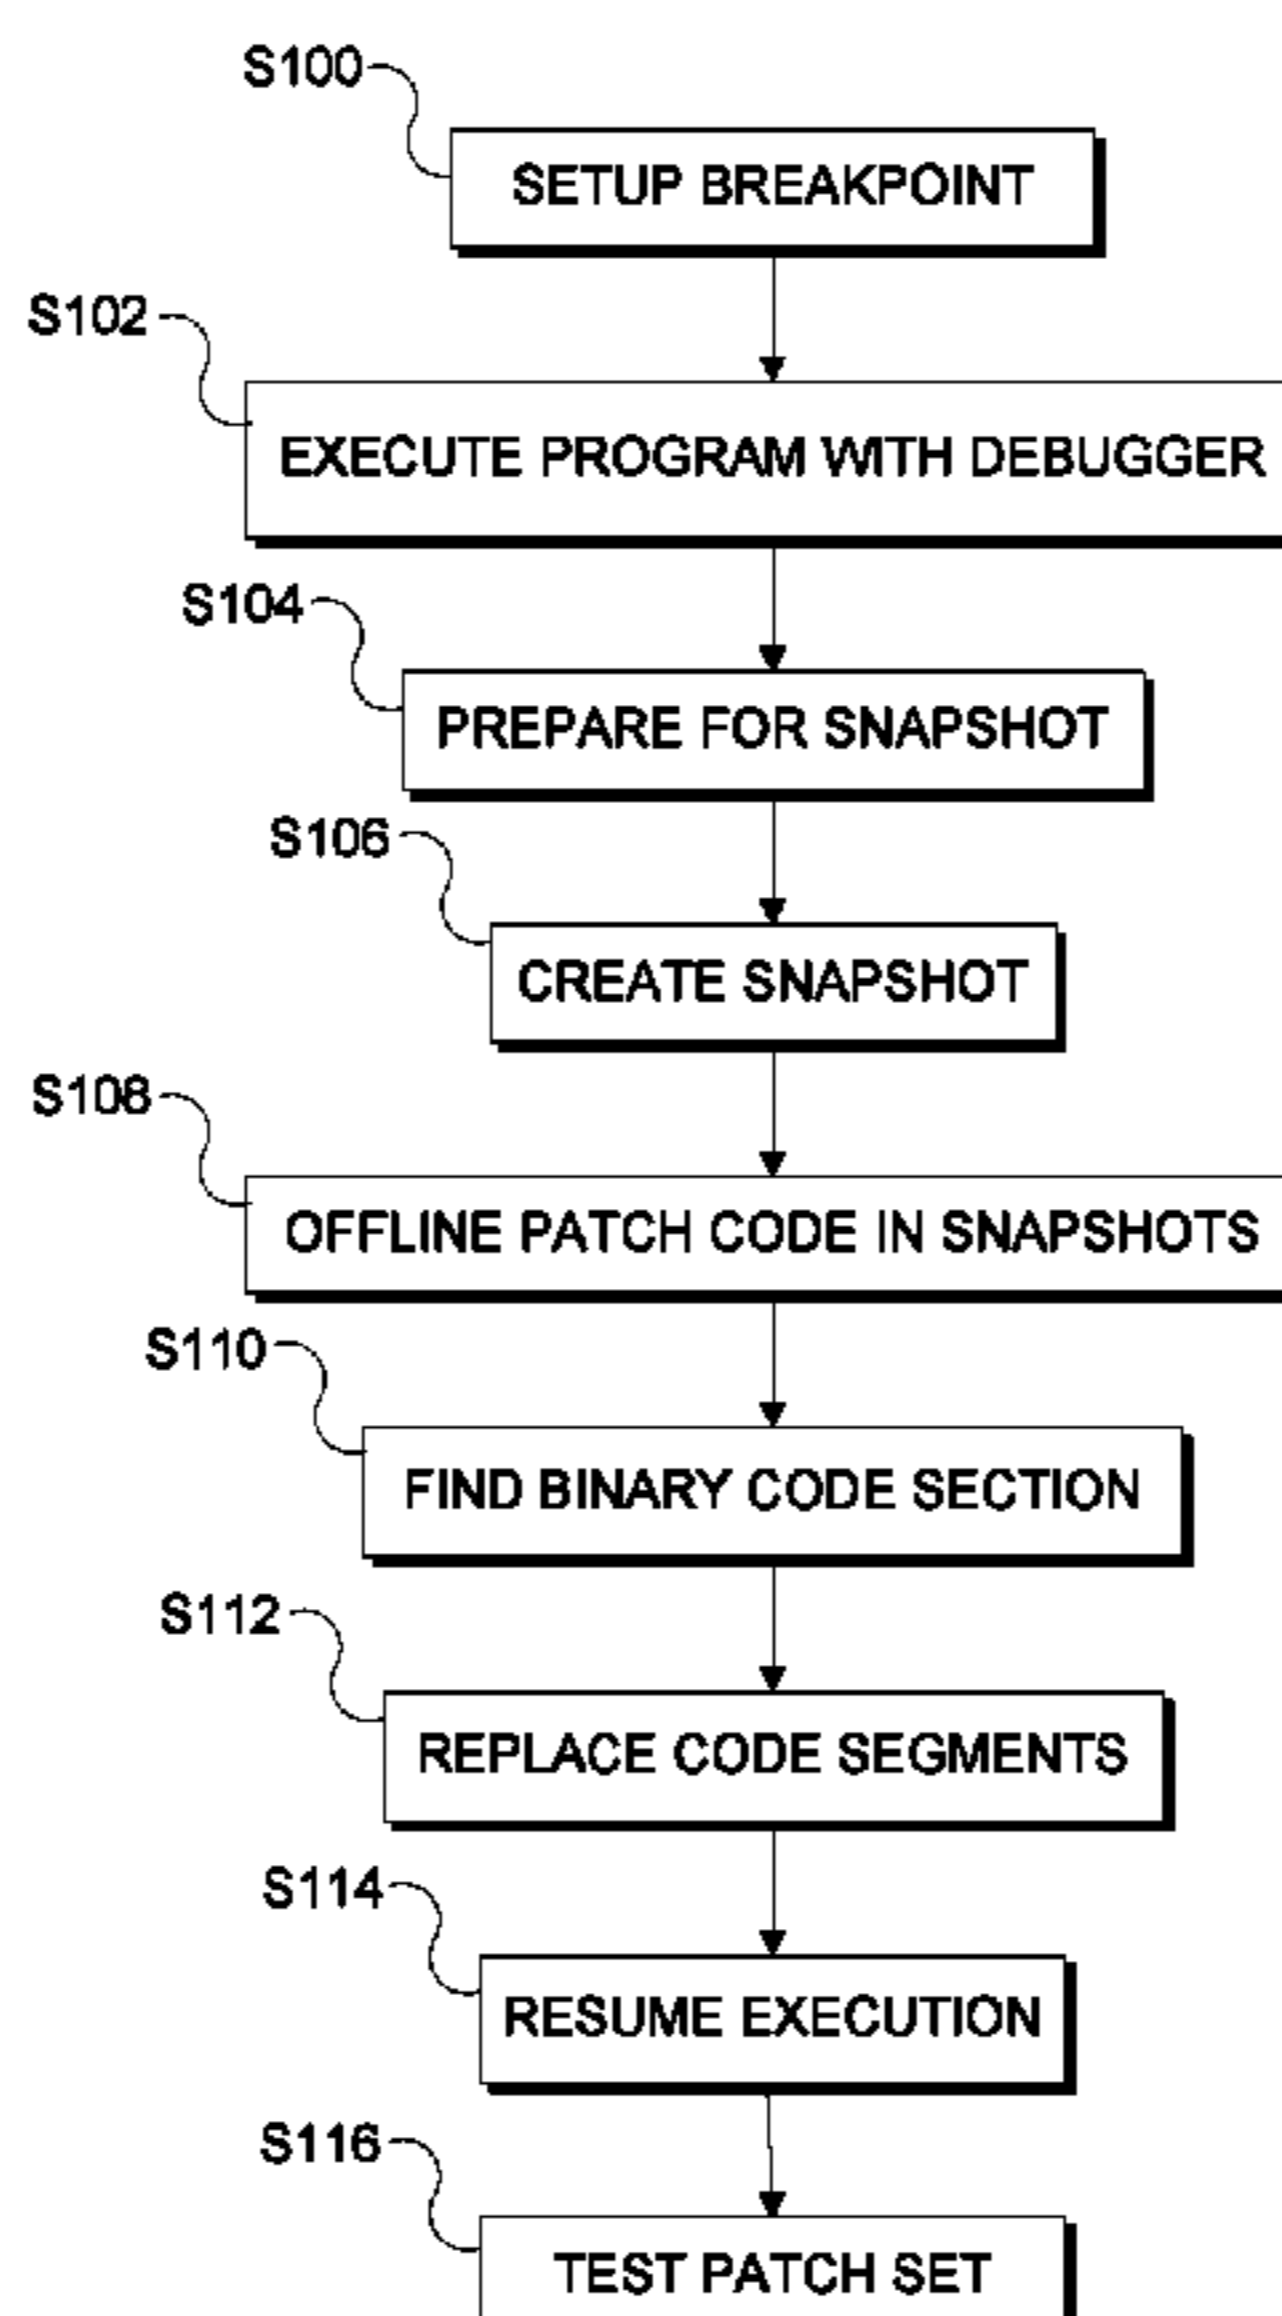 S100
SETUP BREAKPOINT
S102
EXECUTE PROGRAM WITH DEBUGGER
S104
PREPARE FOR SNAPSHOT
S106
CREATE SNAPSHOT
S108
OFFLINE PATCH CODE IN SNAPSHOTS
S110
FIND BINARY CODE SECTION
S112
REPLACE CODE SEGMENTS
S114
RESUME EXECUTION
S116
TEST PATCH SET